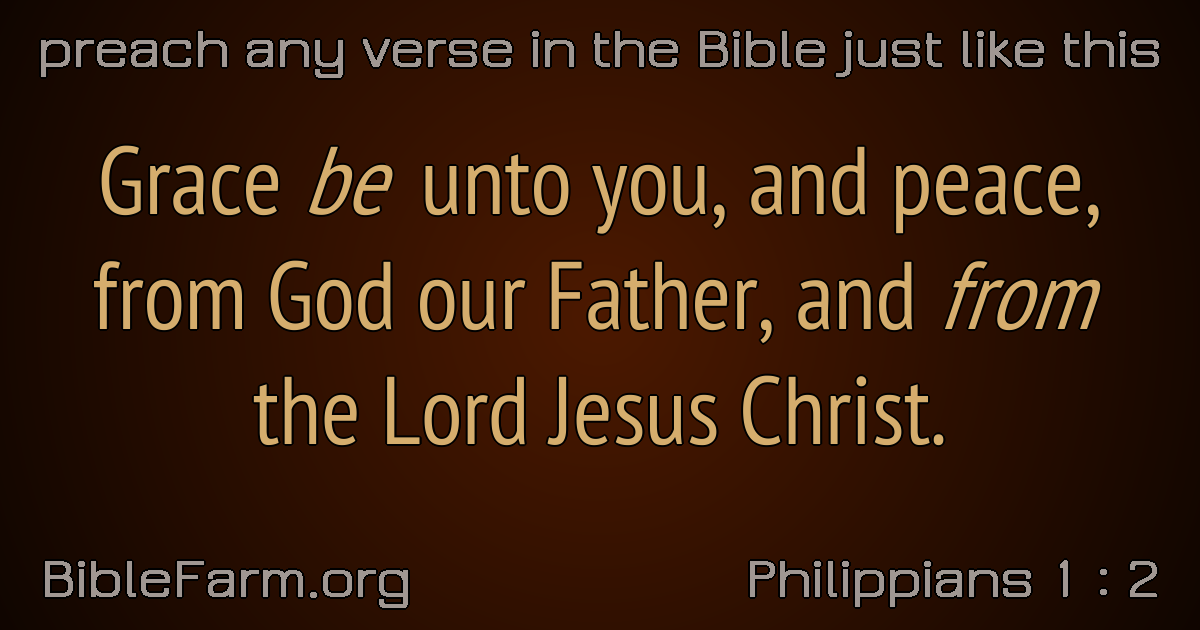 preach any verse in the Bible just like this
Grace be unto you, and peace,
from God our Father, and from
the Lord Jesus Christ.
BibleFarm.org
Philippians 1 : 2